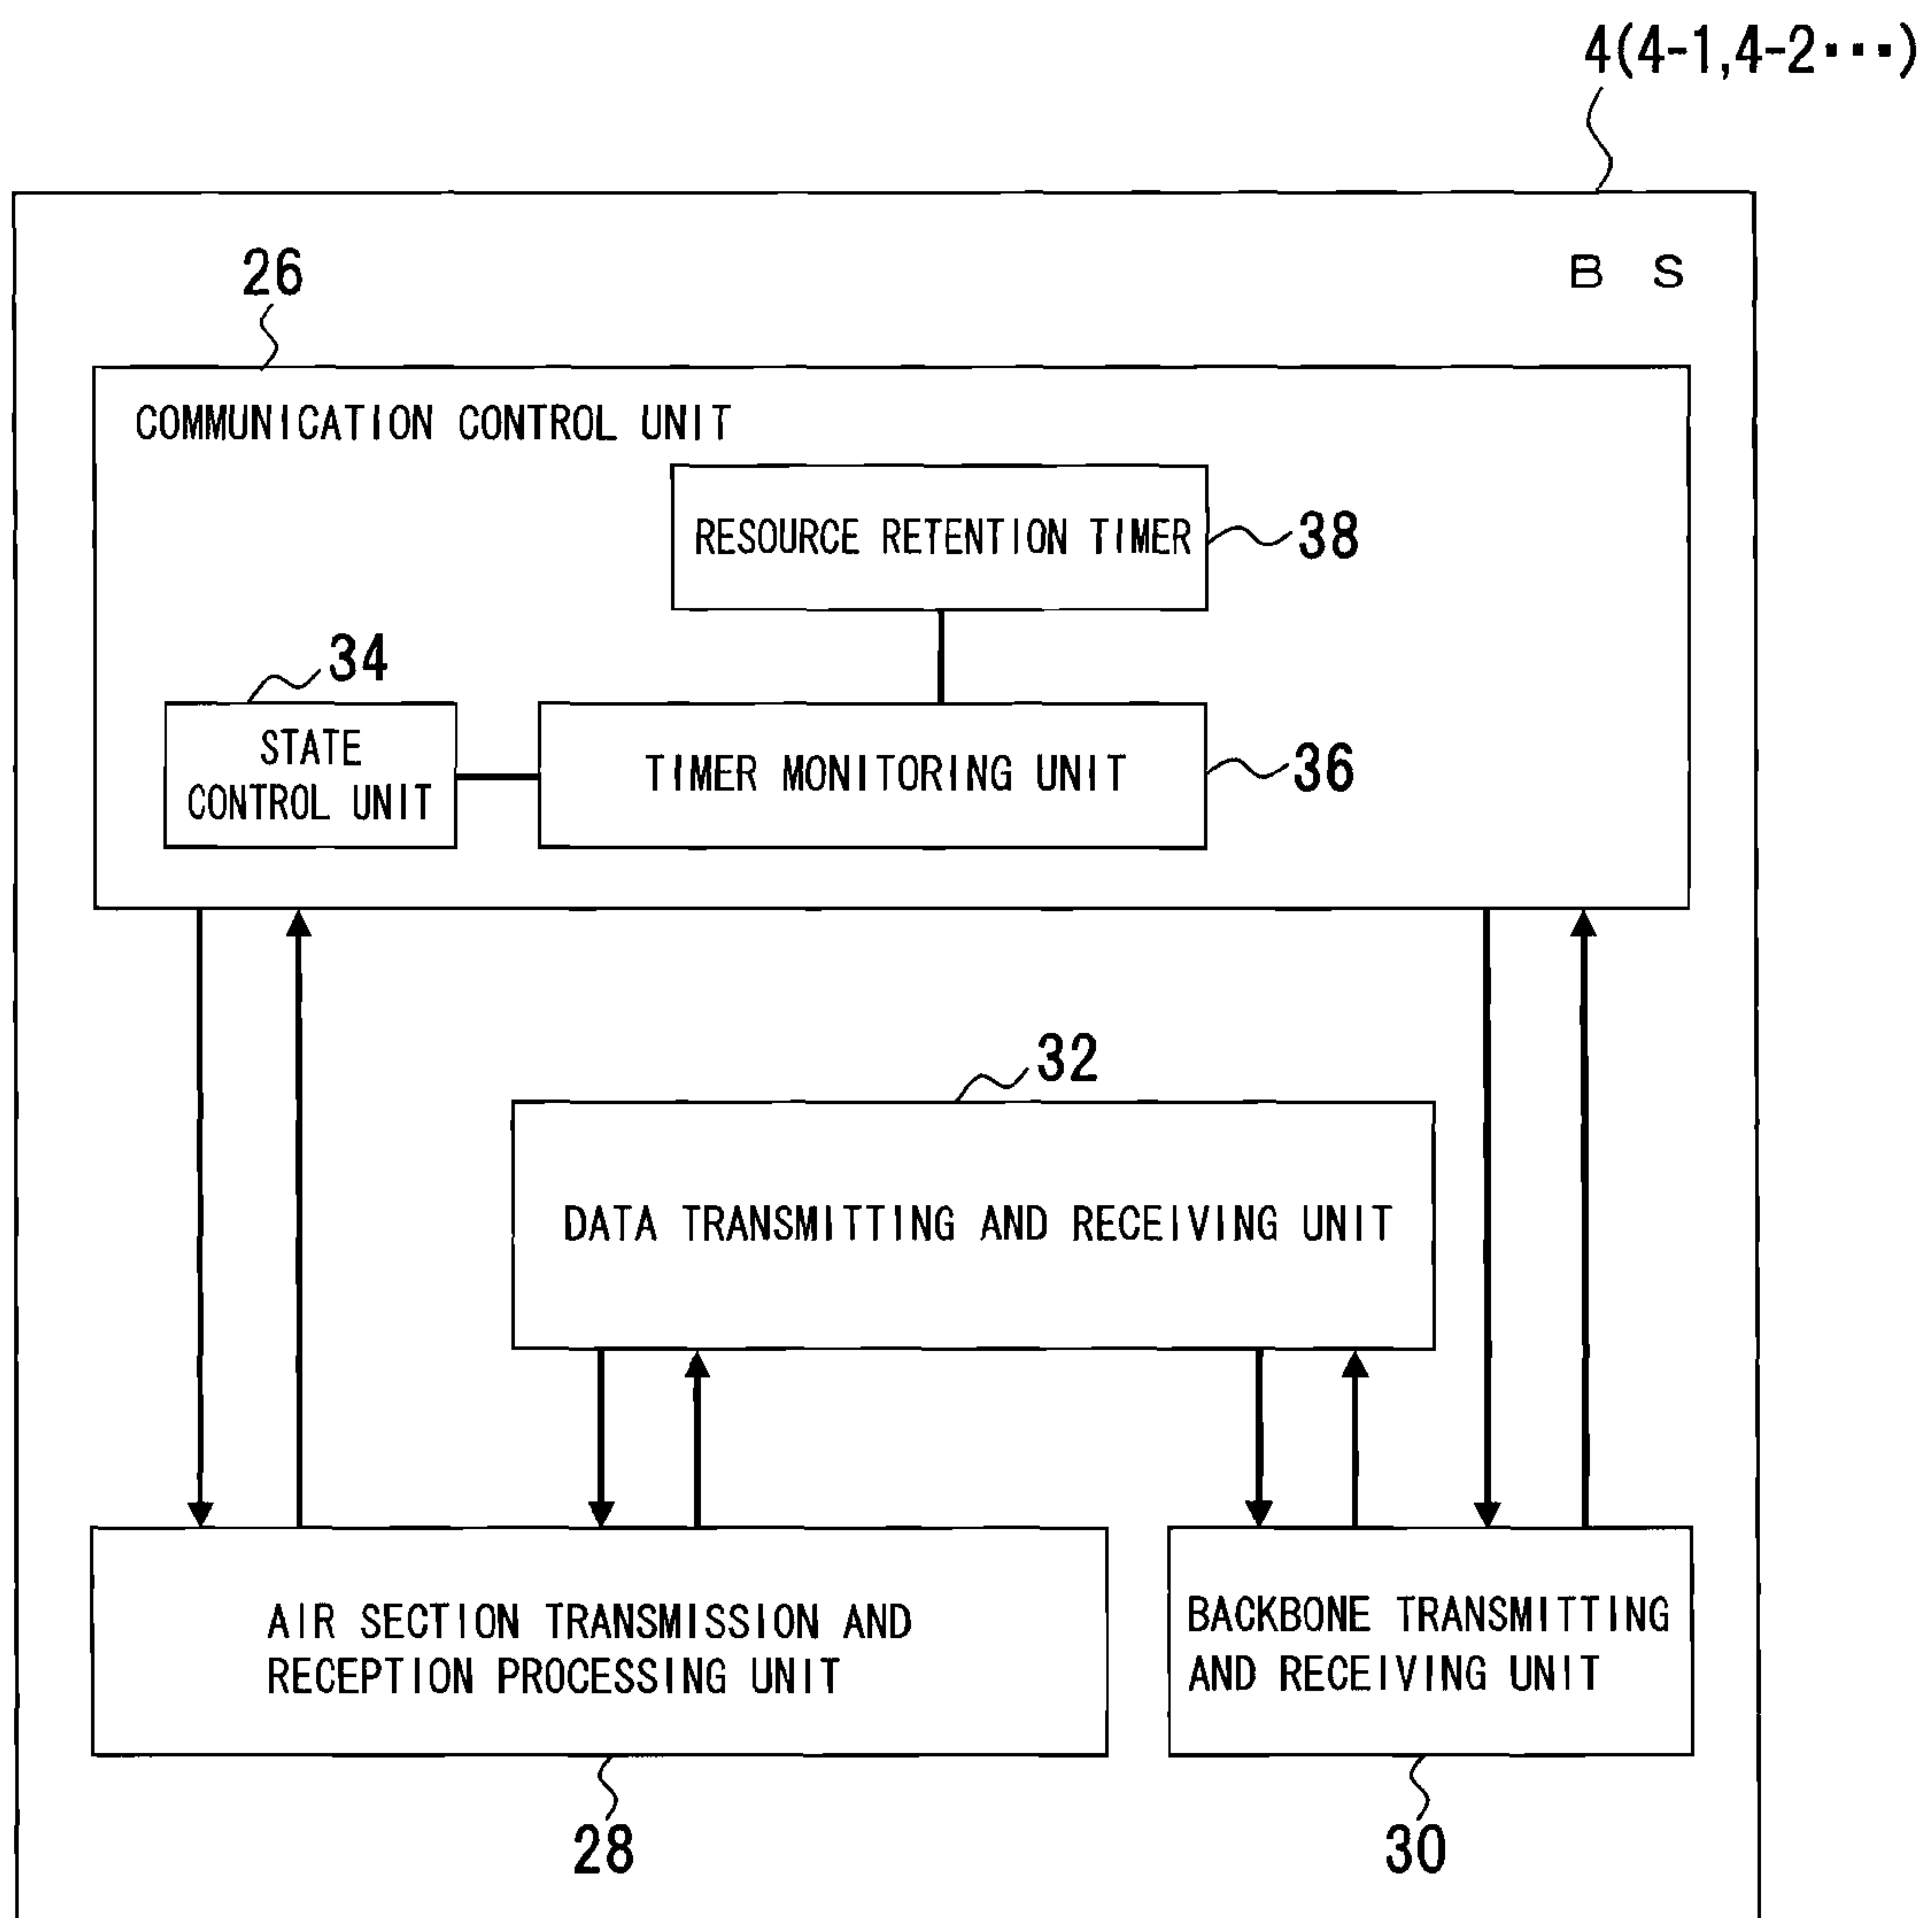 4(4-1,4-2･･･)
B S
26
COMMUNICATION CONTROL UNIT
RESOURCE RETENTION TIMER
38
34
STATE
CONTROL UNIT
TIMER MONITORING UNIT
36
32
DATA TRANSMITTING AND RECEIVING UNIT
AIR SECTION TRANSMISSION AND
RECEPTION PROCESSING UNIT
BACKBONE TRANSMITTING
AND RECEIVING UNIT
28
30